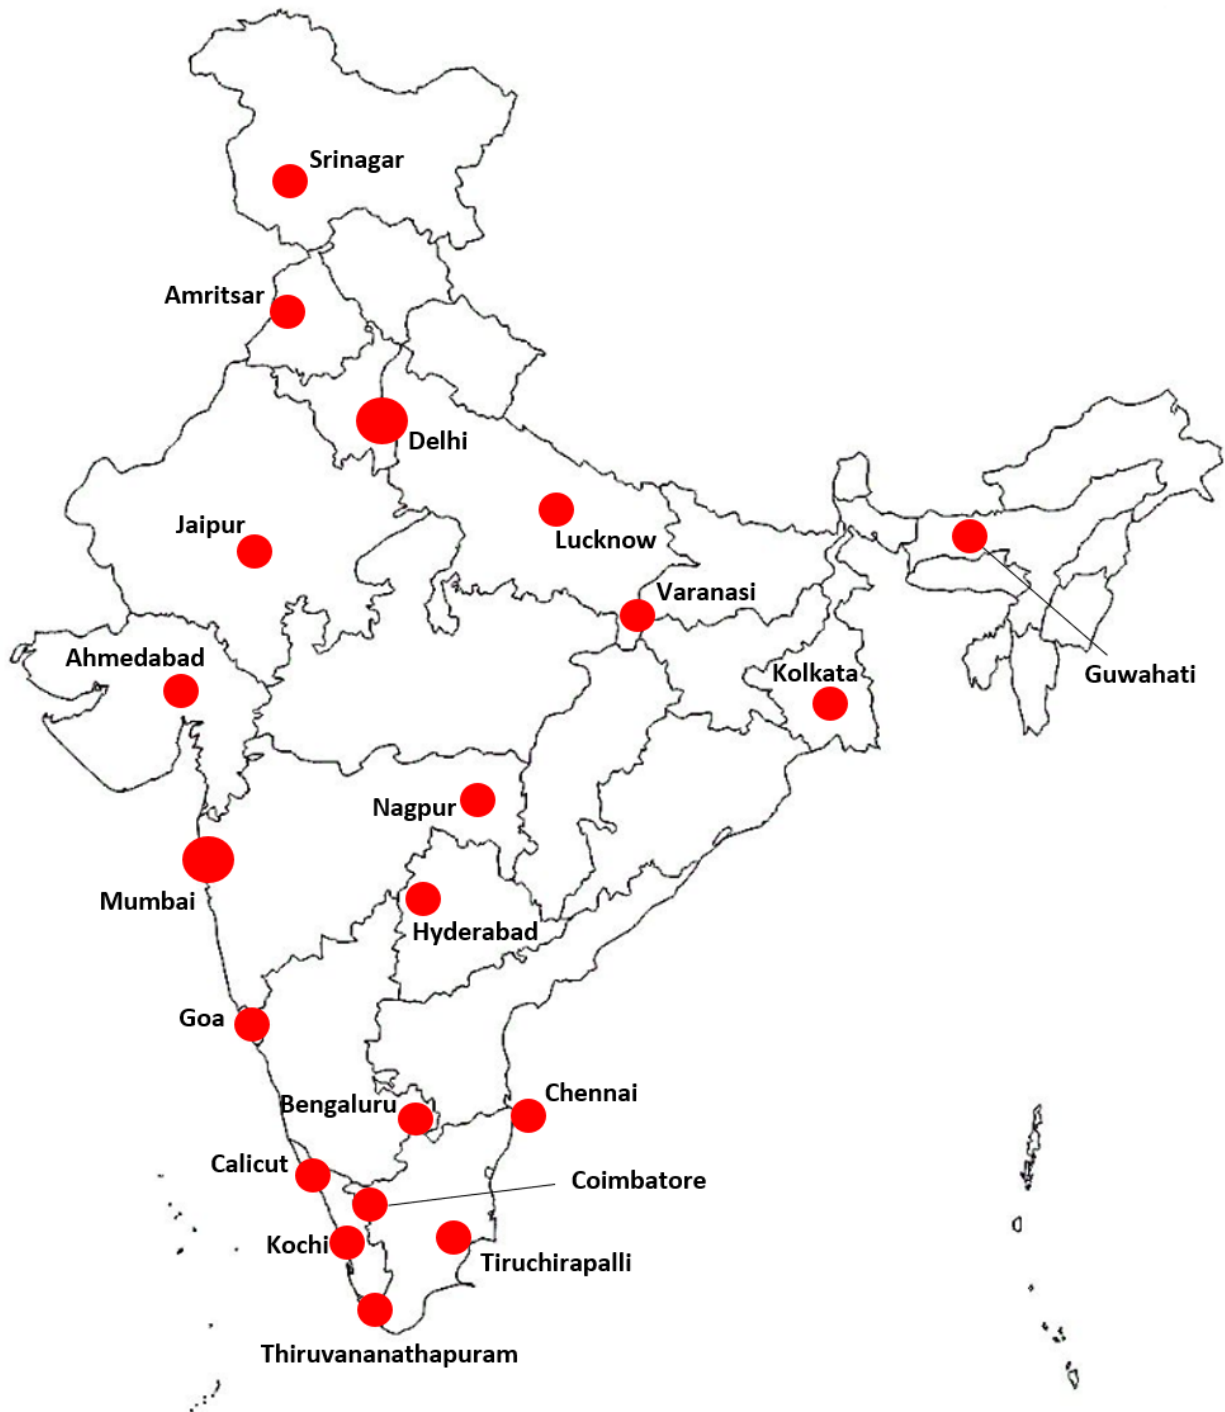 Srinagar
Amritsar
Delhi
Jaipur
Lucknow
Varanasi
Ahmedabad
Kolkata
Guwahati
Nagpur
Mumbai
Hyderabad
Goa
Chennai
Bengaluru
Calicut
Coimbatore
Kochi
Tiruchirapalli
Thiruvananathapuram